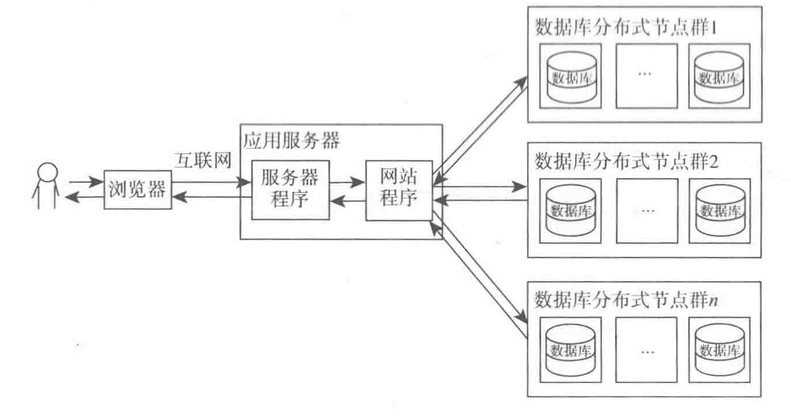 数据库分布式节点群1
数据库
...
数据库
互联网
应用服务器
浏览器
服务器
程序
网站
程序
数据库分布式节点群2
数据库
...
数据库
数据库分布式节点群n
数据库
...
数据库